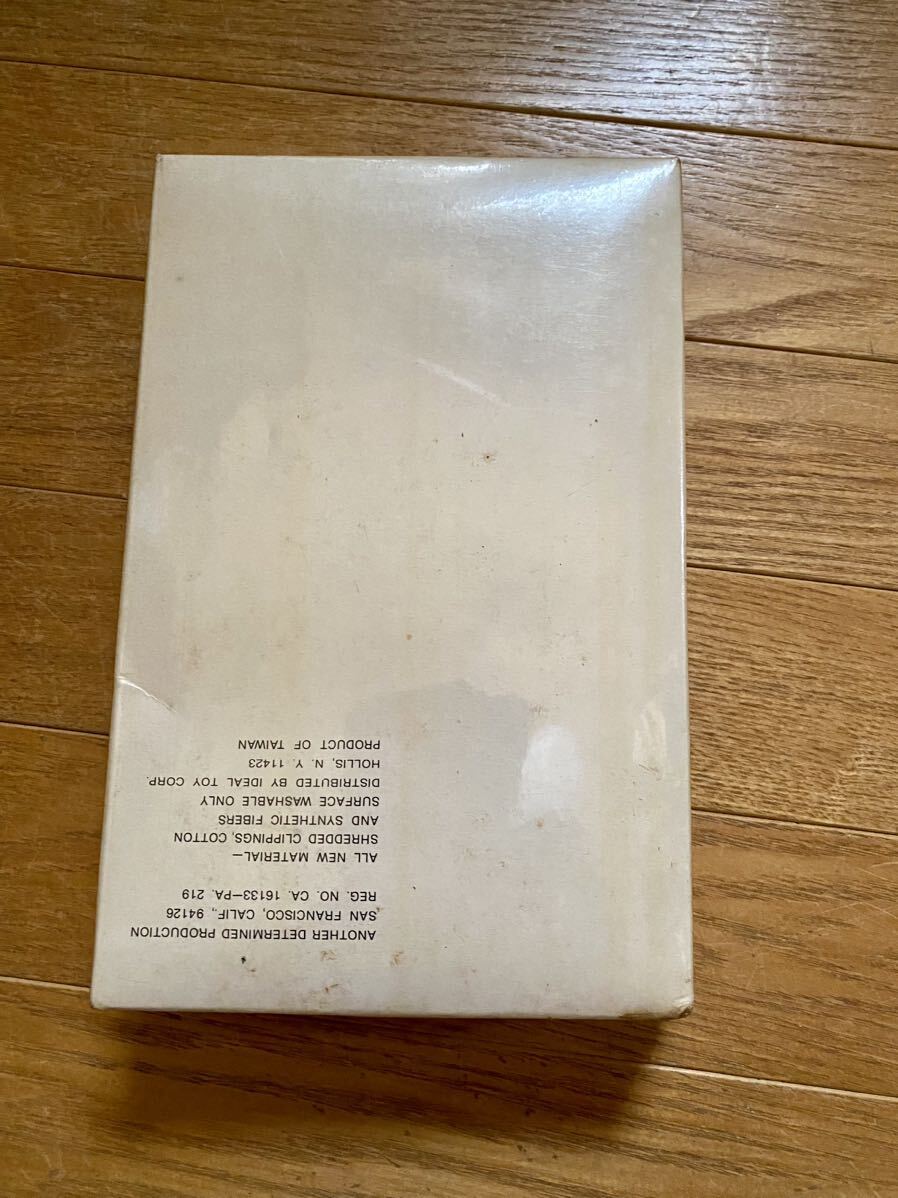 ANOTHER DETERMINED PRODUCTION
SAN FRANCISCO, CALIF., 94126
REG. NO. CA. 16133—PA. 219
ALL NEW MATERIAL—
SHREDDED CLIPPINGS, COTTON
AND SYNTHETIC FIBERS
SURFACE WASHABLE ONLY
DISTRIBUTED BY IDEAL TOY CORP.
HOLLIS, N. Y. 11423
PRODUCT OF TAIWAN